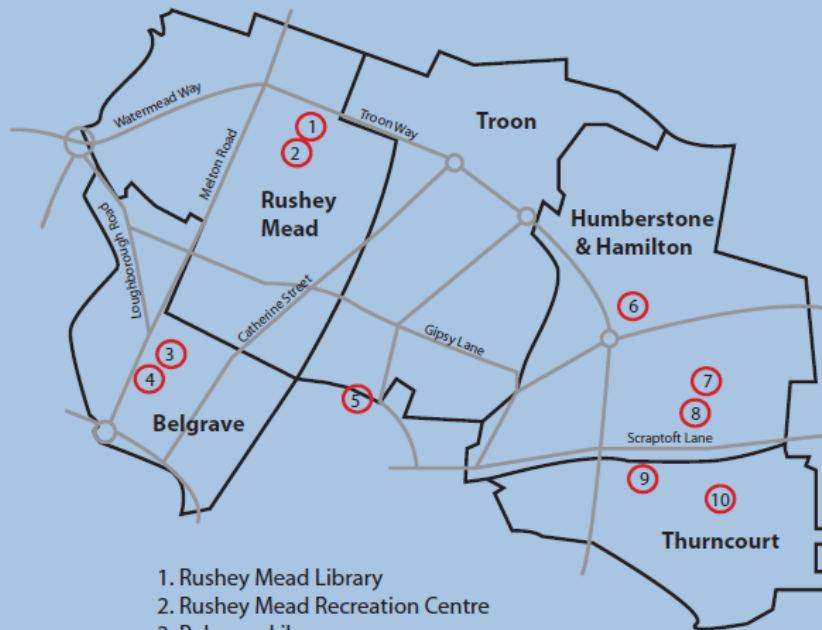 Watermead Way
Melton Road
Troon Way
Troon
1
2
Rushey
Mead
Humberstone
& Hamilton
Loughborough Road
Catherine Street
Gipsy Lane
6
3
4
5
7
8
Belgrave
Scraptoft Lane
9
10
Thurncourt
1. Rushey Mead Library
2. Rushey Mead Recreation Centre